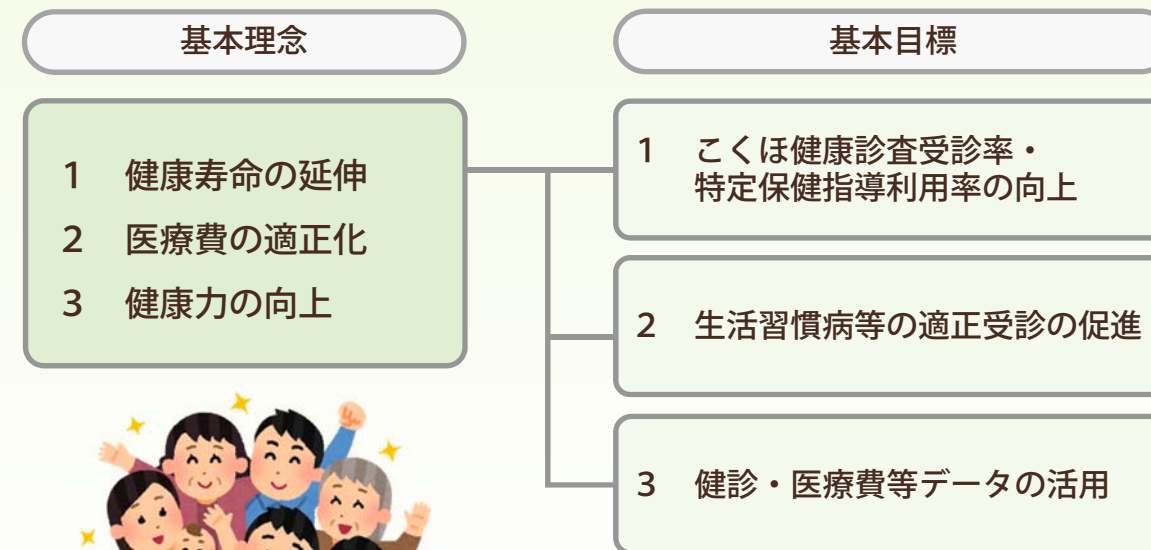 基本理念
1 健康寿命の延伸
2 医療費の適正化
3 健康力の向上
基本目標
1 こくほ健康診査受診率・
特定保健指導利用率の向上
2 生活習慣病等の適正受診の促進
3 健診・医療費等データの活用